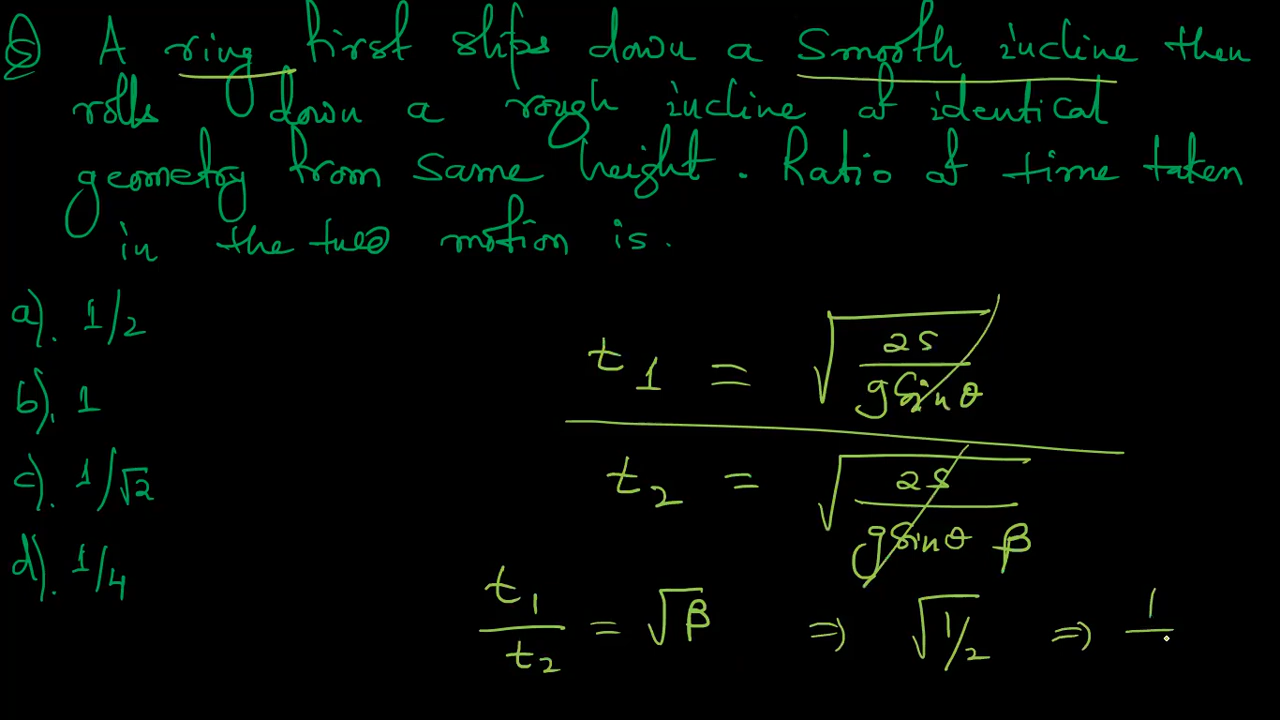 Q A ring first slips down a Smooth incline then
rolls down a rough incline of identical
geometry from same height. Ratio of time taken
in the two motion is.
a). 1/2
b). 1
c). 1/√2
d). 1/4
t1 = √(2s/gsinθ)
t2 = √(2s/gsinθ β)
t1/t2 = √β ⇒ √1/2 ⇒ 1/